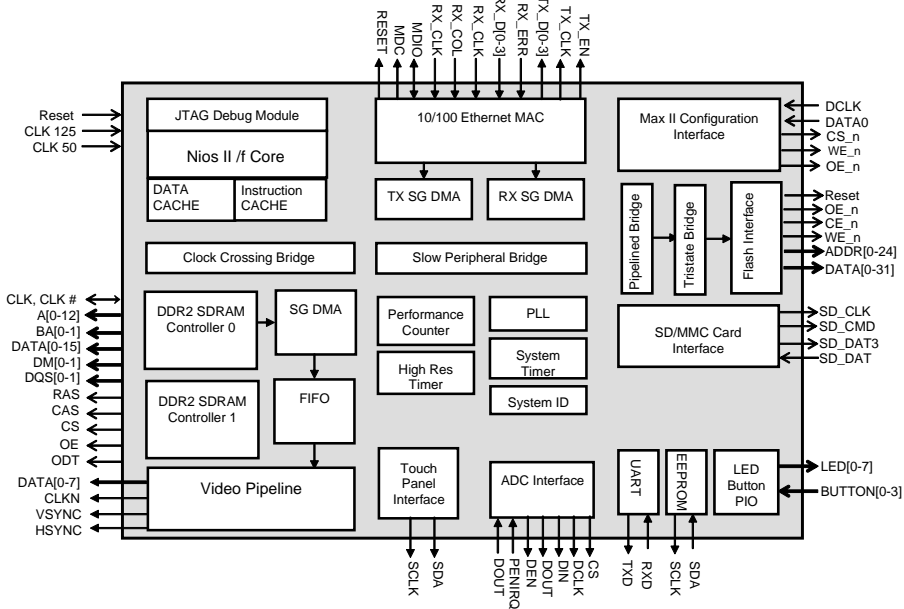 RESET
MDC
MDIO
RX_CLK
RX_COL
RX_CLK
RX_D[0-3]
RX_ERR
TX_D[0-3]
TX_CLK
TX_EN
Reset
CLK 125
CLK 50
JTAG Debug Module
Nios II /f Core
DATA
CACHE
Instruction
CACHE
10/100 Ethernet MAC
TX SG DMA
RX SG DMA
Max II Configuration
Interface
DCLK
DATA0
CS_n
WE_n
OE_n
Pipelined Bridge
Tristate Bridge
Flash Interface
Reset
OE_n
CE_n
WE_n
ADDR[0-24]
DATA[0-31]
Clock Crossing Bridge
Slow Peripheral Bridge
CLK, CLK #
A[0-12]
BA[0-1]
DATA[0-15]
DM[0-1]
DQS[0-1]
RAS
CAS
CS
OE
ODT
DATA[0-7]
CLKN
VSYNC
HSYNC
DDR2 SDRAM
Controller 0
SG DMA
DDR2 SDRAM
Controller 1
FIFO
Video Pipeline
Performance
Counter
PLL
High Res
Timer
System
Timer
System ID
SD/MMC Card
Interface
SD_CLK
SD_CMD
SD_DAT3
SD_DAT
Touch
Panel
Interface
ADC Interface
UART
EEPROM
LED
Button
PIO
LED[0-7]
BUTTON[0-3]
SCLK
SDA
DOUT
PENIRQ
DEN
DOUT
DIN
DCLK
CS
TXD
RXD
SCLK
SDA